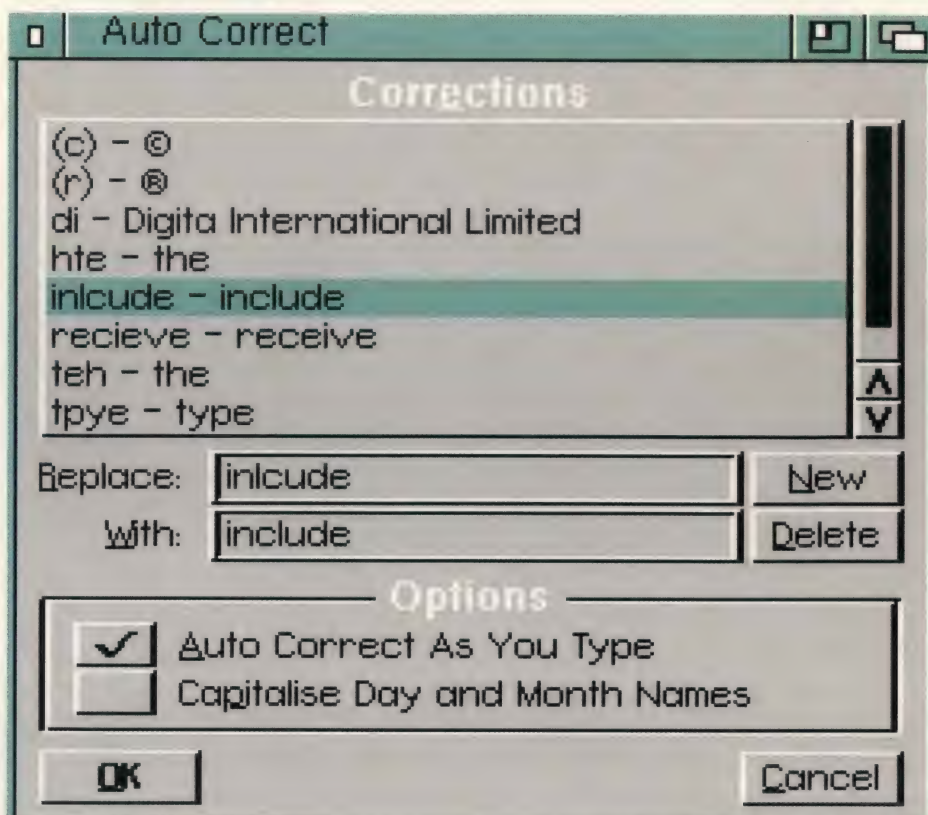 Auto Correct
Corrections
(c) - ©
(r) - ®
di - Digita International Limited
hte - the
inlcude - include
recieve - receive
teh - the
tpye - type
Replace: inlcude New
With: include Delete
Options
✓ Auto Correct As You Type
Capitalise Day and Month Names
OK Cancel